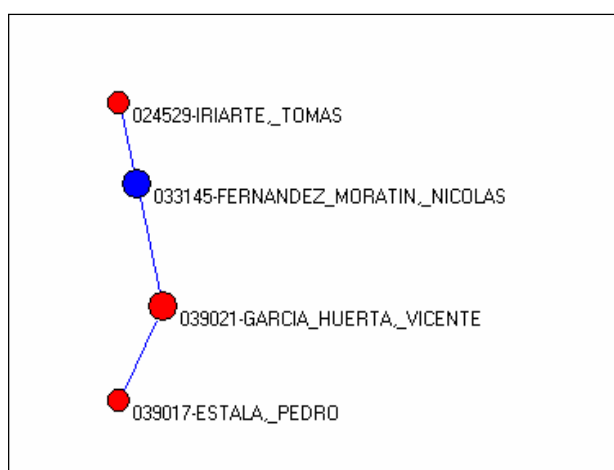 024529-IRIARTE,_TOMAS
033145-FERNANDEZ_MORATIN,_NICOLAS
039021-GARCIA_HUERTA,_VICENTE
039017-ESTALA,_PEDRO